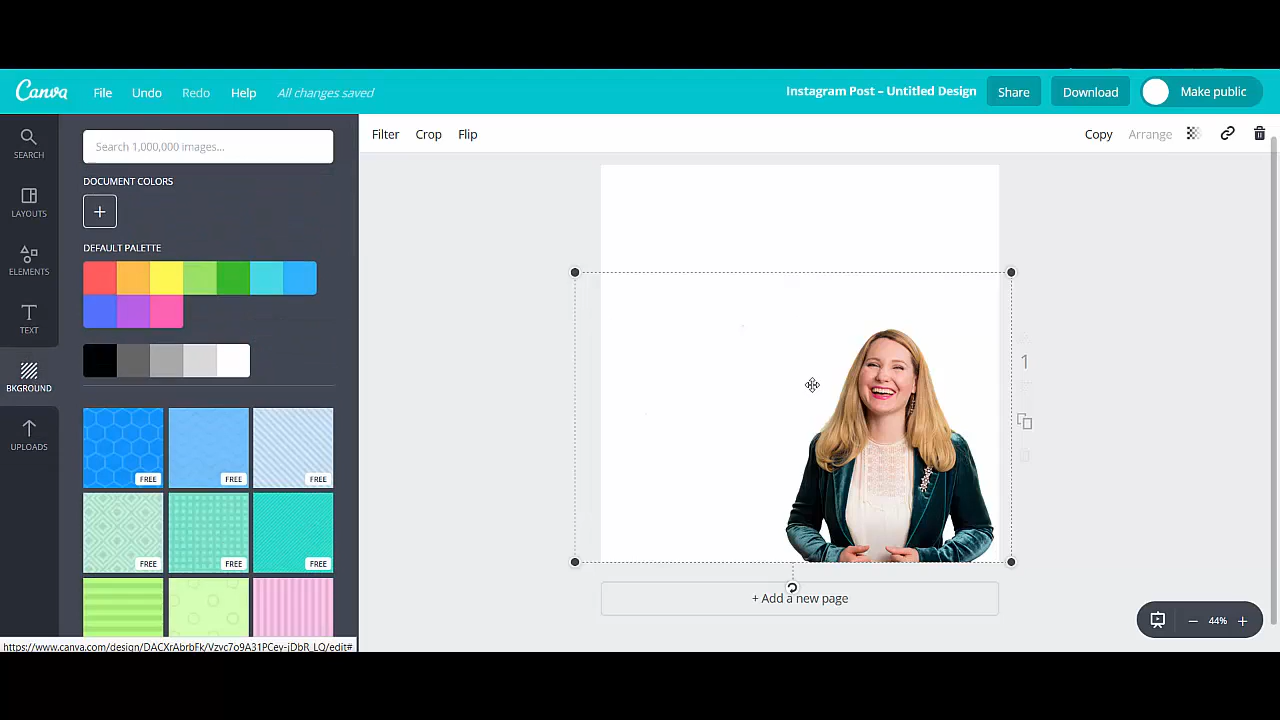 Canva
File
Undo
Redo
Help
All changes saved
Instagram Post – Untitled Design
Share
Download
Make public
SEARCH
LAYOUTS
ELEMENTS
TEXT
BKGROUND
UPLOADS
Search 1,000,000 images...
DOCUMENT COLORS
+
DEFAULT PALETTE
FREE
FREE
FREE
FREE
FREE
FREE
Filter
Crop
Flip
Copy
Arrange
1
+ Add a new page
44%
https://www.canva.com/design/DACXrAbrbFk/Vzvc7o9A31PCey-jDbR_LQ/edit#